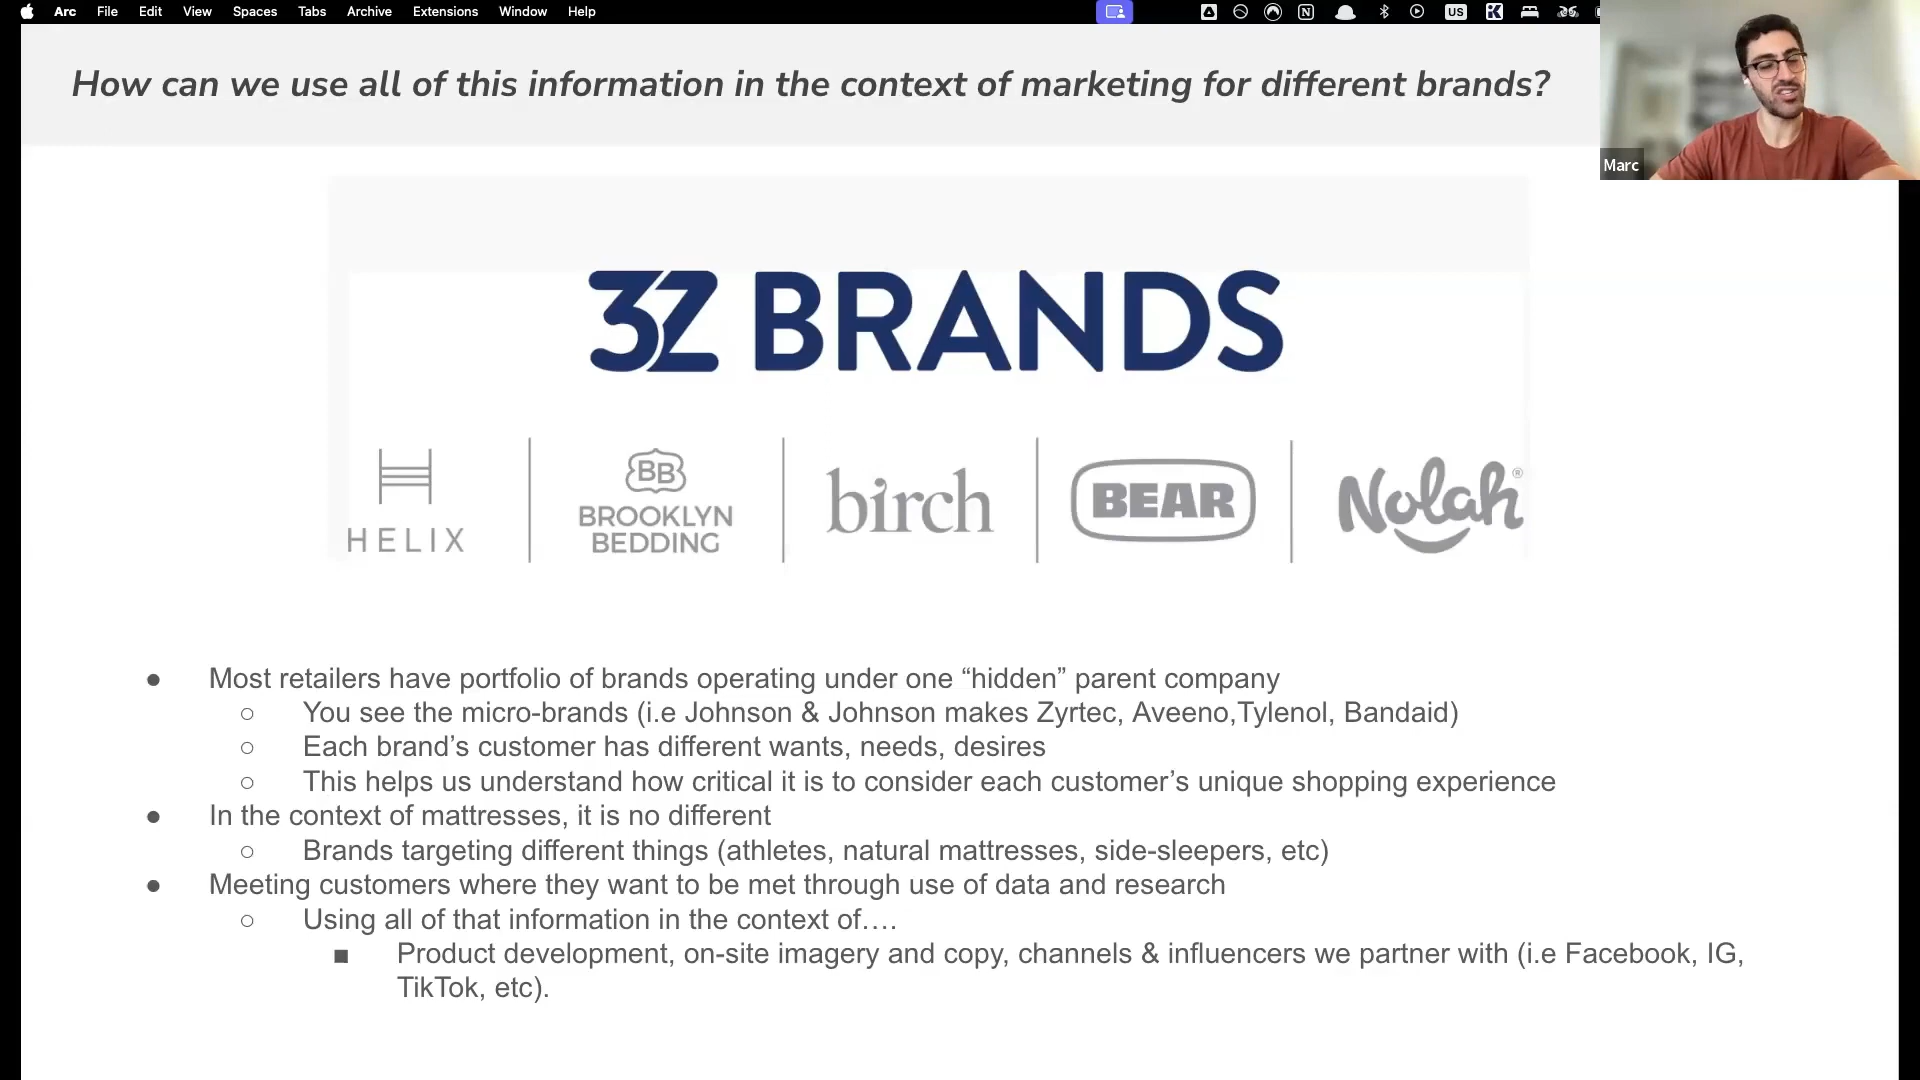 Arc File Edit View Spaces Tabs Archive Extensions Window Help US
How can we use all of this information in the context of marketing for different brands?
Marc
3Z BRANDS
HELIX
BB
BROOKLYN
BEDDING
birch
BEAR
Nolah®
● Most retailers have portfolio of brands operating under one “hidden” parent company
○ You see the micro-brands (i.e Johnson & Johnson makes Zyrtec, Aveeno,Tylenol, Bandaid)
○ Each brand’s customer has different wants, needs, desires
○ This helps us understand how critical it is to consider each customer’s unique shopping experience
● In the context of mattresses, it is no different
○ Brands targeting different things (athletes, natural mattresses, side-sleepers, etc)
● Meeting customers where they want to be met through use of data and research
○ Using all of that information in the context of….
■ Product development, on-site imagery and copy, channels & influencers we partner with (i.e Facebook, IG,
TikTok, etc).